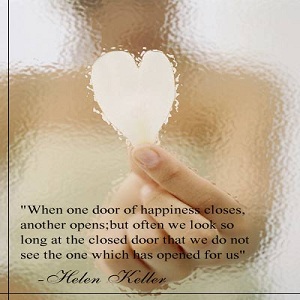 "When one door of happiness closes,
another opens;but often we look so
long at the closed door that we do not
see the one which has opened for us"
-Helen Keller